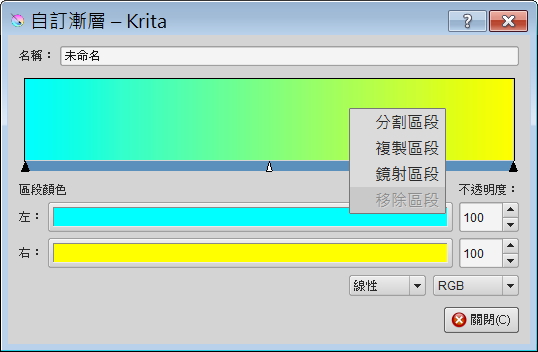 自訂漸層 – Krita
名稱： 未命名
分割區段
複製區段
鏡射區段
移除區段
區段顏色 不透明度：
左： 100
右： 100
線性 RGB
關閉(C)